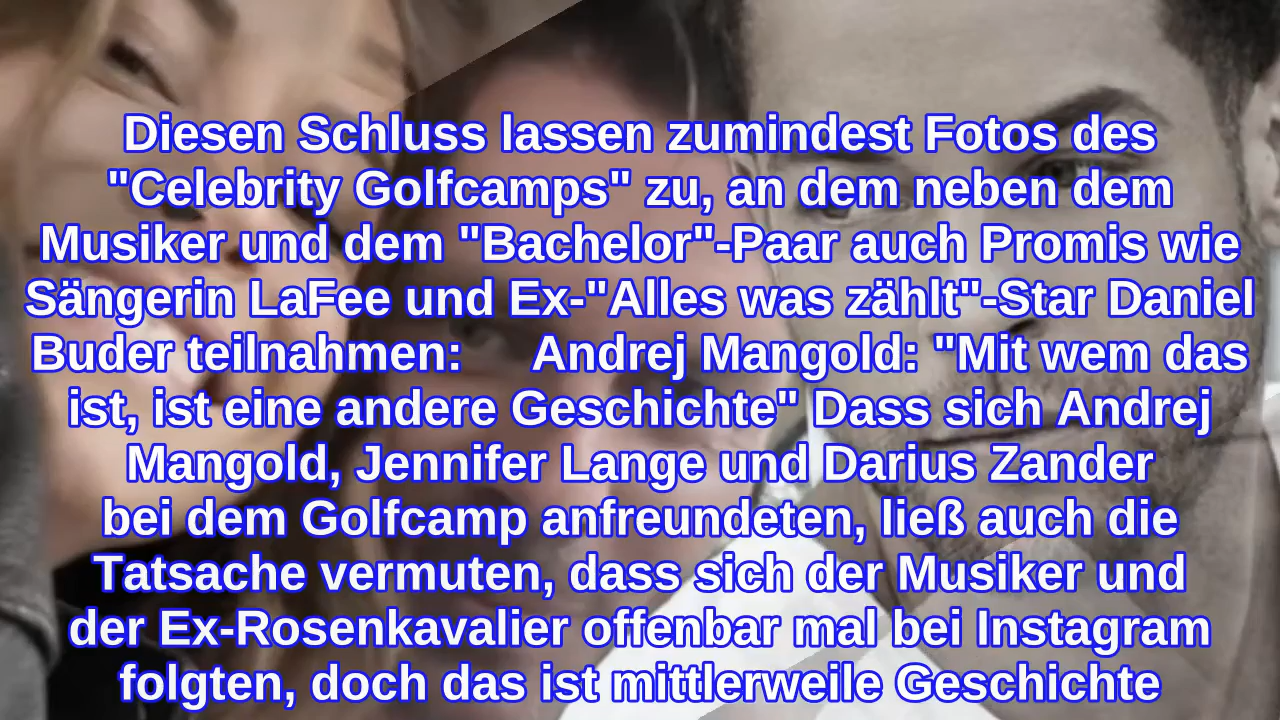 Diesen Schluss lassen zumindest Fotos des
"Celebrity Golfcamps" zu, an dem neben dem
Musiker und dem "Bachelor"-Paar auch Promis wie
Sängerin LaFee und Ex-"Alles was zählt"-Star Daniel
Buder teilnahmen: Andrej Mangold: "Mit wem das
ist, ist eine andere Geschichte" Dass sich Andrej
Mangold, Jennifer Lange und Darius Zander
bei dem Golfcamp anfreundeten, ließ auch die
Tatsache vermuten, dass sich der Musiker und
der Ex-Rosenkavalier offenbar mal bei Instagram
folgten, doch das ist mittlerweile Geschichte